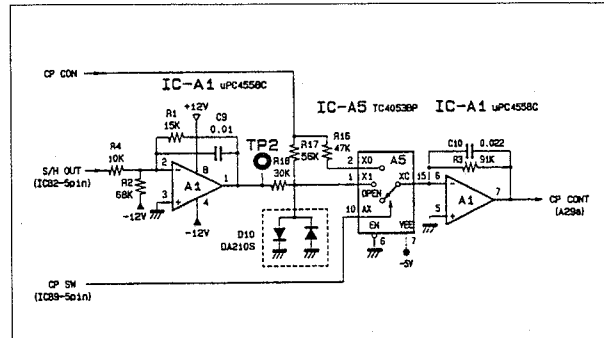 CP CON
IC-A1 uPC4558C
+12V
R1
15K
C9
0.01
R4
10K
S/H OUT
(IC82-5pin)
R2
68K
-12V
2
3
8
A1
4
1
-12V
TP2
R18
30K
R17
56K
R16
47K
D10
DA210S
IC-A5 TC4053BP
2
X0
A5
1
X1
XC
15
OPEN
10
AX
EN
VEE
6
7
-5V
IC-A1 uPC4558C
C10
0.022
R3
91K
6
5
A1
7
CP CONT
(A29a)
CP SW
(IC89-5pin)